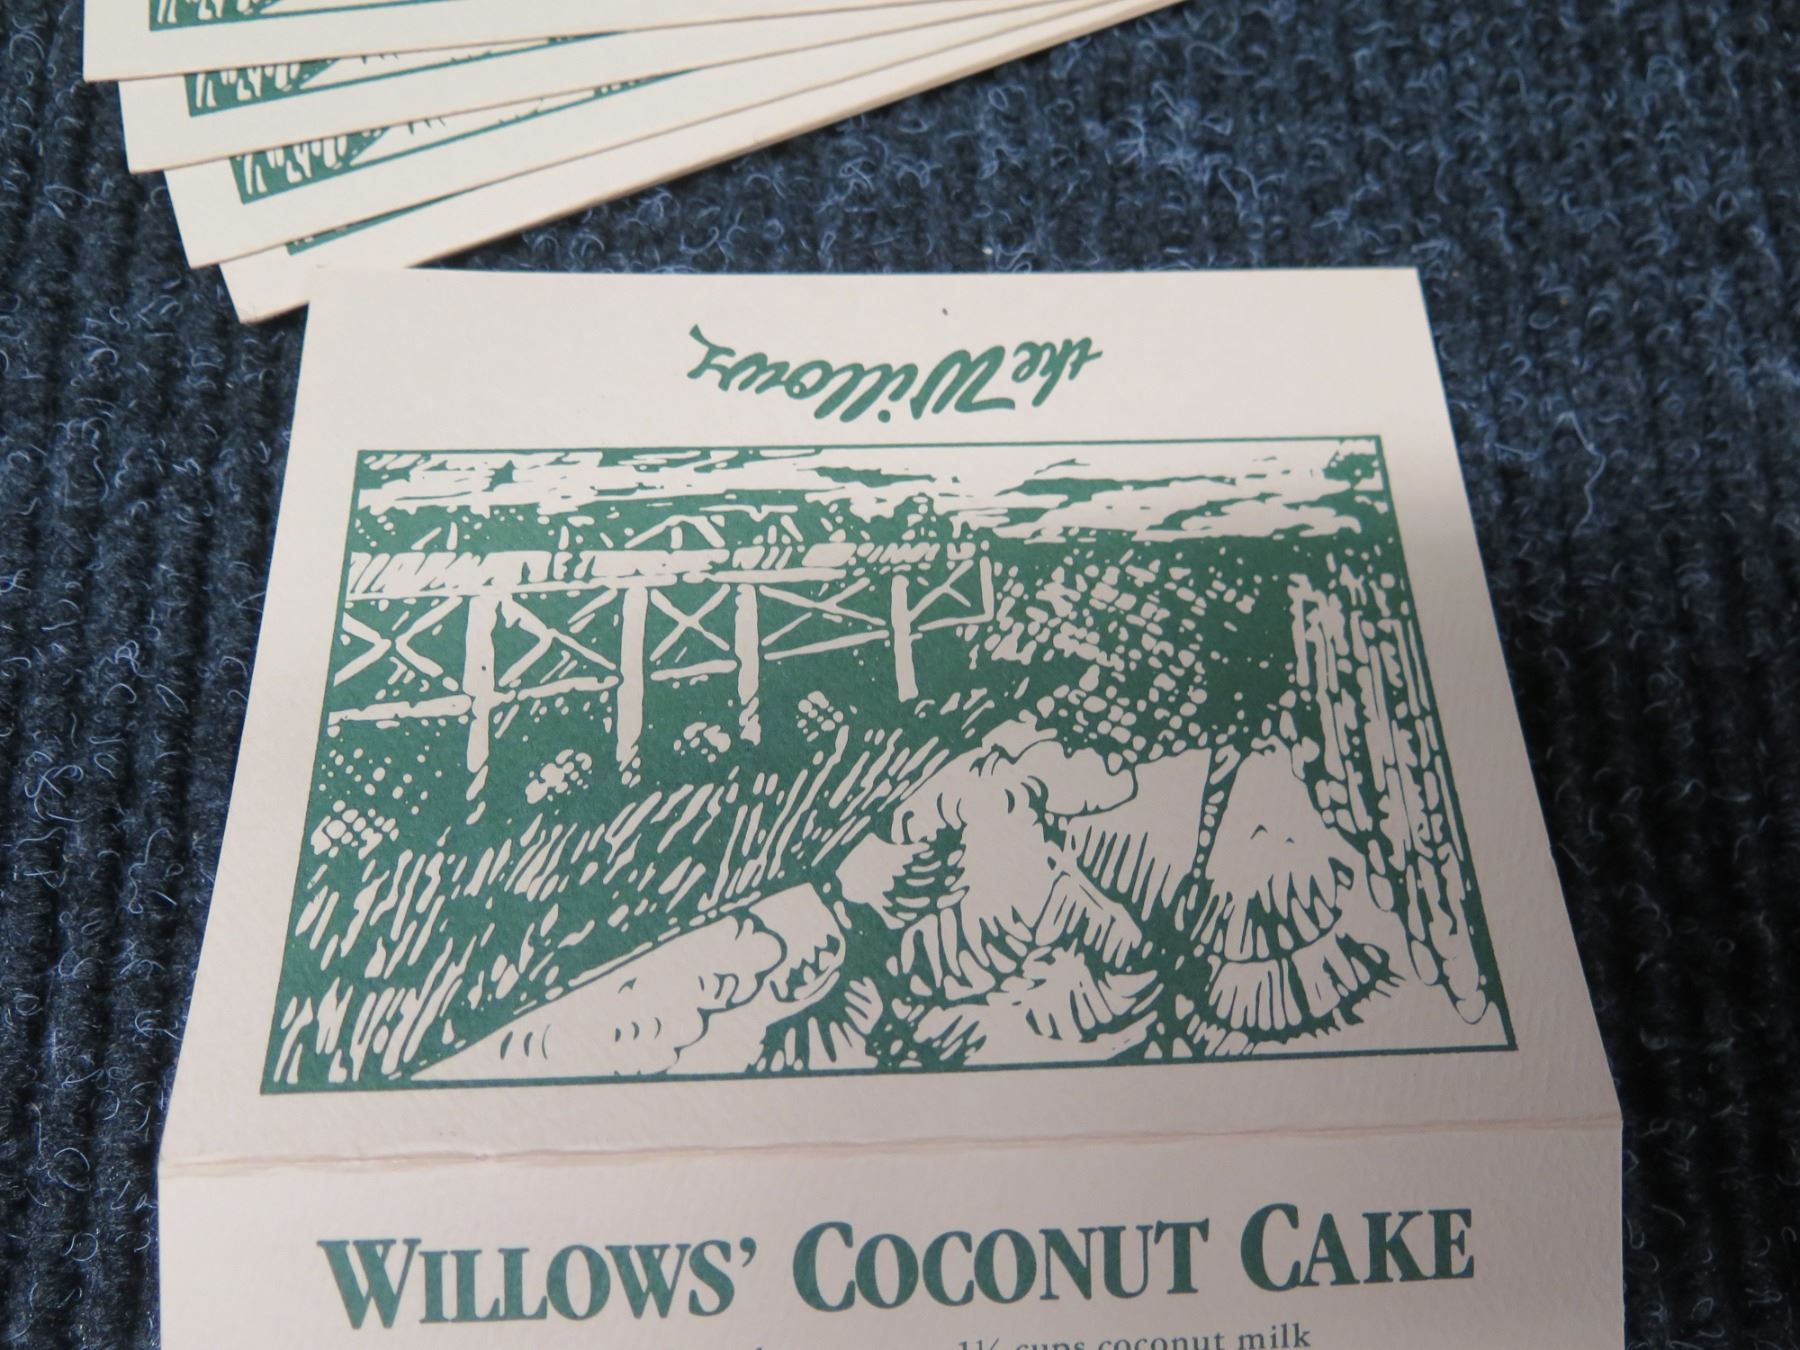 the Willows
WILLOWS' COCONUT CAKE
1½ cups coconut milk